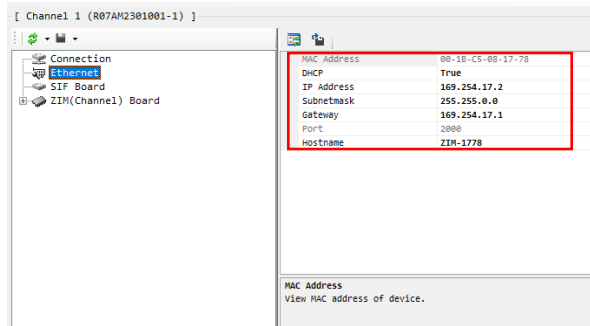 [ Channel 1 (R07AM2301001-1) ]
Connection
Ethernet
SIF Board
ZIM(Channel) Board
MAC Address 00-1B-C5-08-17-78
DHCP True
IP Address 169.254.17.2
Subnetmask 255.255.0.0
Gateway 169.254.17.1
Port 2000
Hostname ZIM-1778
MAC Address
View MAC address of device.